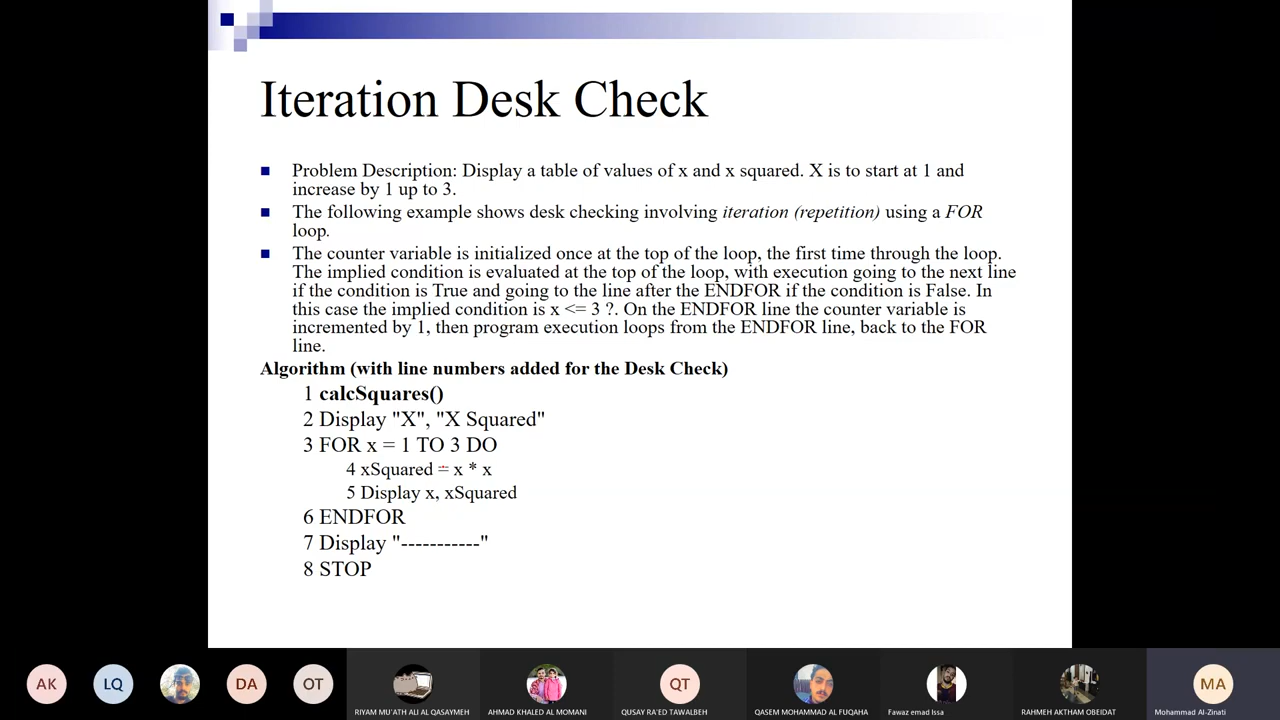 Iteration Desk Check
Problem Description: Display a table of values of x and x squared. X is to start at 1 and
increase by 1 up to 3.
The following example shows desk checking involving iteration (repetition) using a FOR
loop.
The counter variable is initialized once at the top of the loop, the first time through the loop.
The implied condition is evaluated at the top of the loop, with execution going to the next line
if the condition is True and going to the line after the ENDFOR if the condition is False. In
this case the implied condition is x <= 3 ?. On the ENDFOR line the counter variable is
incremented by 1, then program execution loops from the ENDFOR line, back to the FOR
line.
Algorithm (with line numbers added for the Desk Check)
1 calcSquares()
2 Display "X", "X Squared"
3 FOR x = 1 TO 3 DO
4 xSquared = x * x
5 Display x, xSquared
6 ENDFOR
7 Display "-----------"
8 STOP
AK LQ DA OT QT MA
RIYAM MU'ATH ALI AL QASAYMEH AHMAD KHALED AL MOMANI QUSAY RA'ED TAWALBEH QASEM MOHAMMAD AL FUQAHA Fawaz emad Issa RAHMEH AKTHAM OBEIDAT Mohammad Al-Zinati